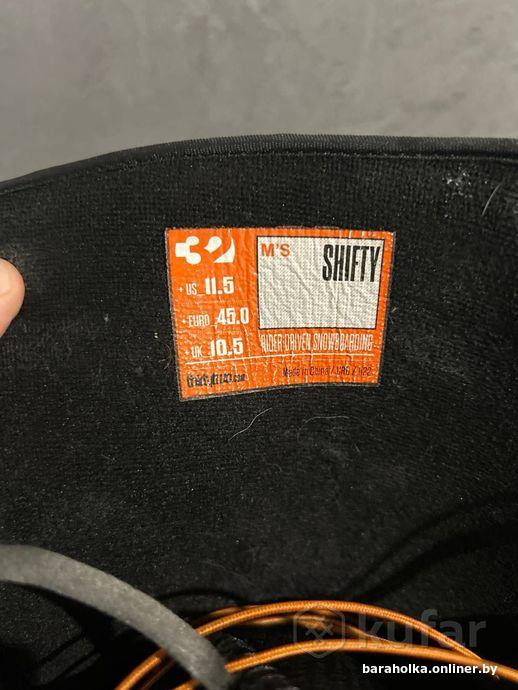 32
M'S
SHIFTY
US 11.5
EURO 45.0
UK 10.5
RIDER DRIVEN SNOWBOARDING
Made in China /
kufar
baraholka.onliner.by